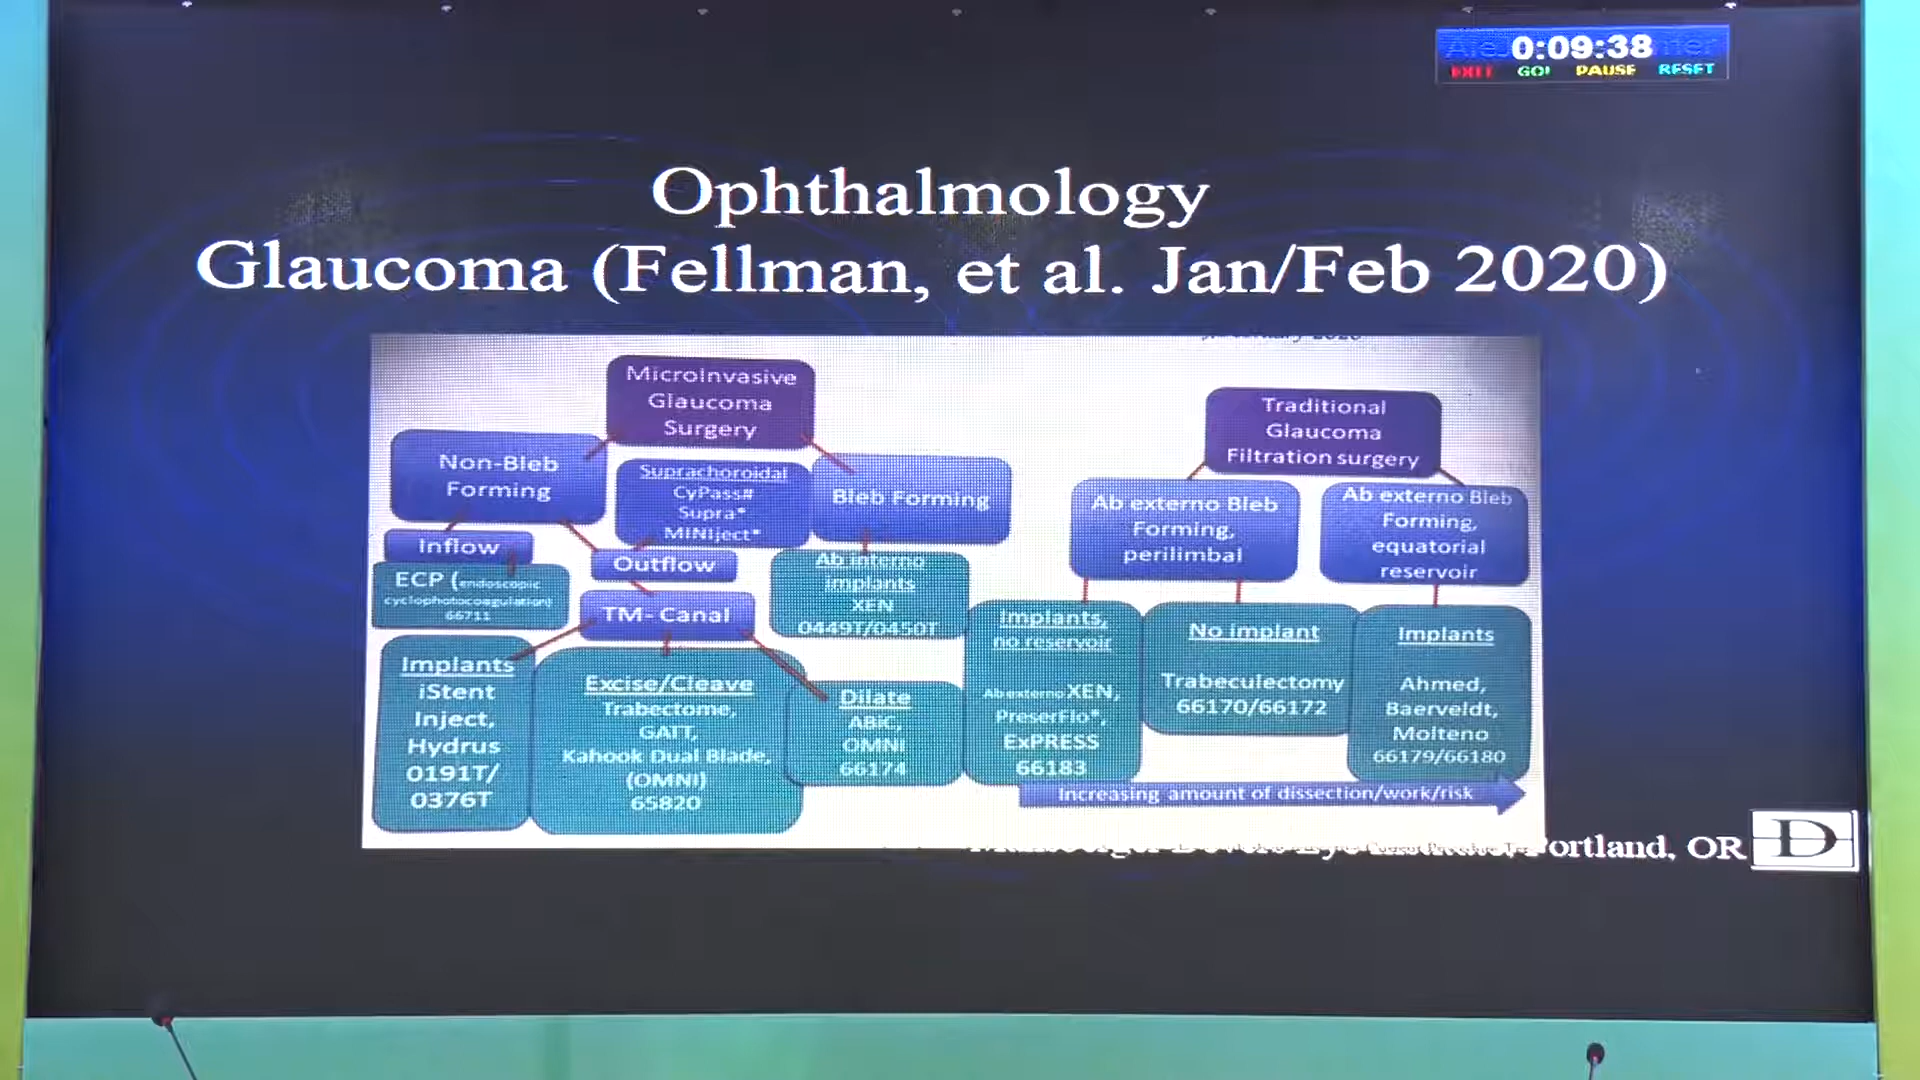 0:09:38
EXIT GO! PAUSE RESET
Ophthalmology
Glaucoma (Fellman, et al. Jan/Feb 2020)
MicroInvasive
Glaucoma
Surgery
Non-Bleb
Forming
Suprachoroidal
CyPass#
Supra*
MINIject*
Bleb Forming
Inflow
ECP (endoscopic
cyclophotocoagulation)
66711
Outflow
TM- Canal
Ab interno
implants
XEN
0449T/0450T
Implants
iStent
Inject,
Hydrus
0191T/
0376T
Excise/Cleave
Trabectome,
GATT,
Kahook Dual Blade,
(OMNI)
65820
Dilate
ABiC,
OMNI
66174
Traditional
Glaucoma
Filtration surgery
Ab externo Bleb
Forming,
perilimbal
Ab externo Bleb
Forming,
equatorial
reservoir
Implants,
no reservoir
Ab externo XEN,
PreserFlo*,
ExPRESS
66183
No implant
Trabeculectomy
66170/66172
Implants
Ahmed,
Baerveldt,
Molteno
66179/66180
Increasing amount of dissection/work/risk
Portland, OR
D